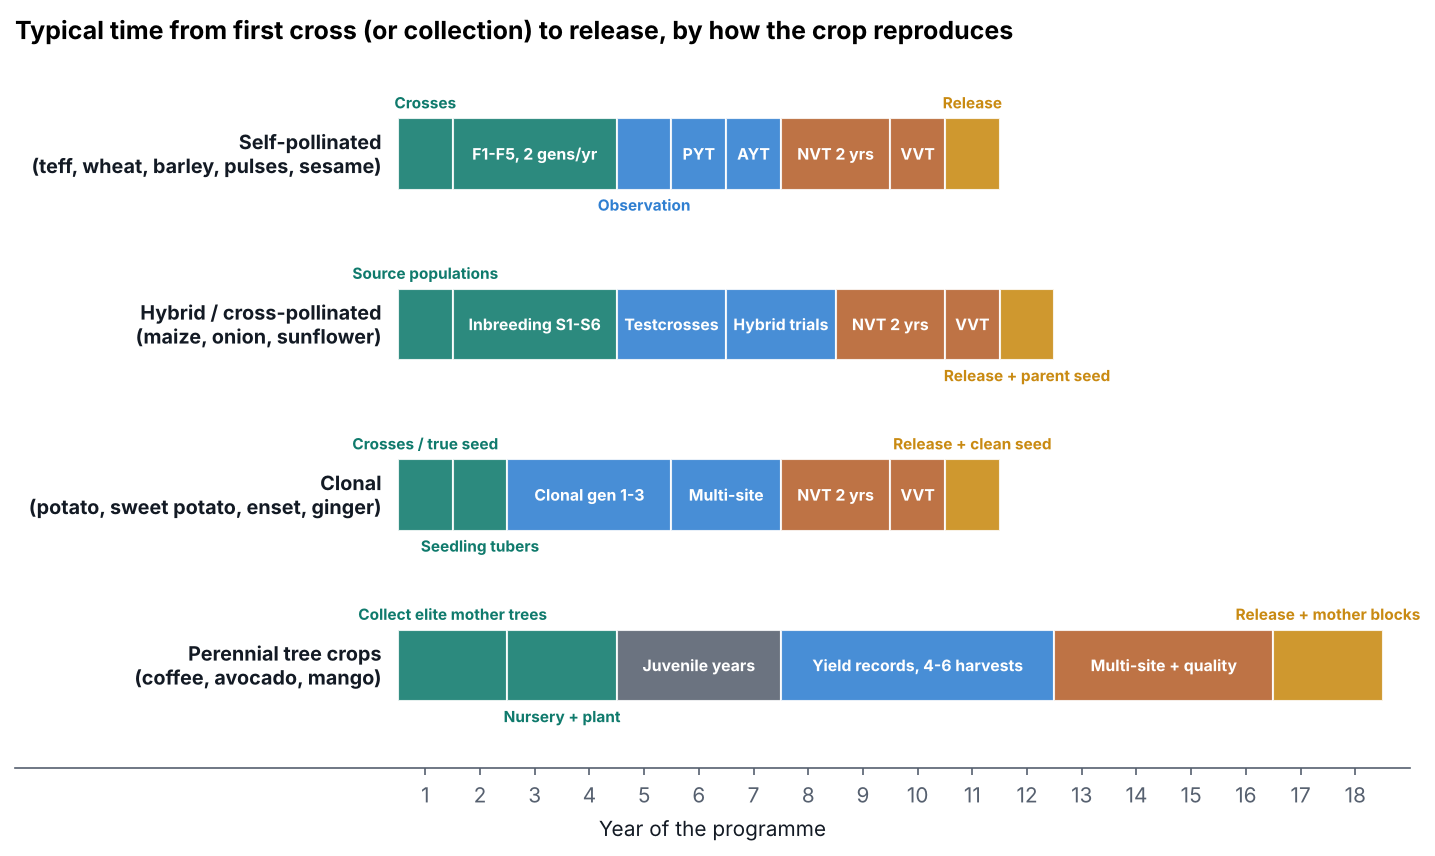 Typical time from first cross (or collection) to release, by how the crop reproduces
Crosses
Release
Self-pollinated
(teff, wheat, barley, pulses, sesame)
F1-F5, 2 gens/yr
PYT
AYT
NVT 2 yrs
VVT
Observation
Source populations
Hybrid / cross-pollinated
(maize, onion, sunflower)
Inbreeding S1-S6
Testcrosses
Hybrid trials
NVT 2 yrs
VVT
Release + parent seed
Crosses / true seed
Release + clean seed
Clonal
(potato, sweet potato, enset, ginger)
Clonal gen 1-3
Multi-site
NVT 2 yrs
VVT
Seedling tubers
Collect elite mother trees
Release + mother blocks
Perennial tree crops
(coffee, avocado, mango)
Juvenile years
Yield records, 4-6 harvests
Multi-site + quality
Nursery + plant
1 2 3 4 5 6 7 8 9 10 11 12 13 14 15 16 17 18
Year of the programme